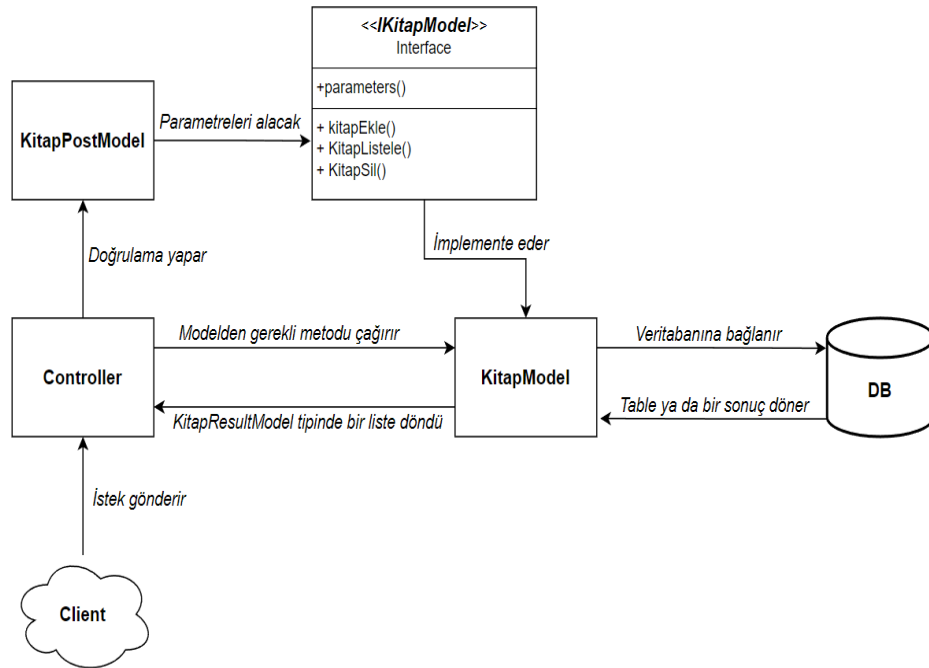 <<IKitapModel>>
Interface
+parameters()
+ kitapEkle()
+ KitapListele()
+ KitapSil()
KitapPostModel
Parametreleri alacak
Doğrulama yapar
İmplemente eder
Controller
Modelden gerekli metodu çağırır
KitapResultModel tipinde bir liste döndü
KitapModel
Veritabanına bağlanır
Table ya da bir sonuç döner
DB
İstek gönderir
Client